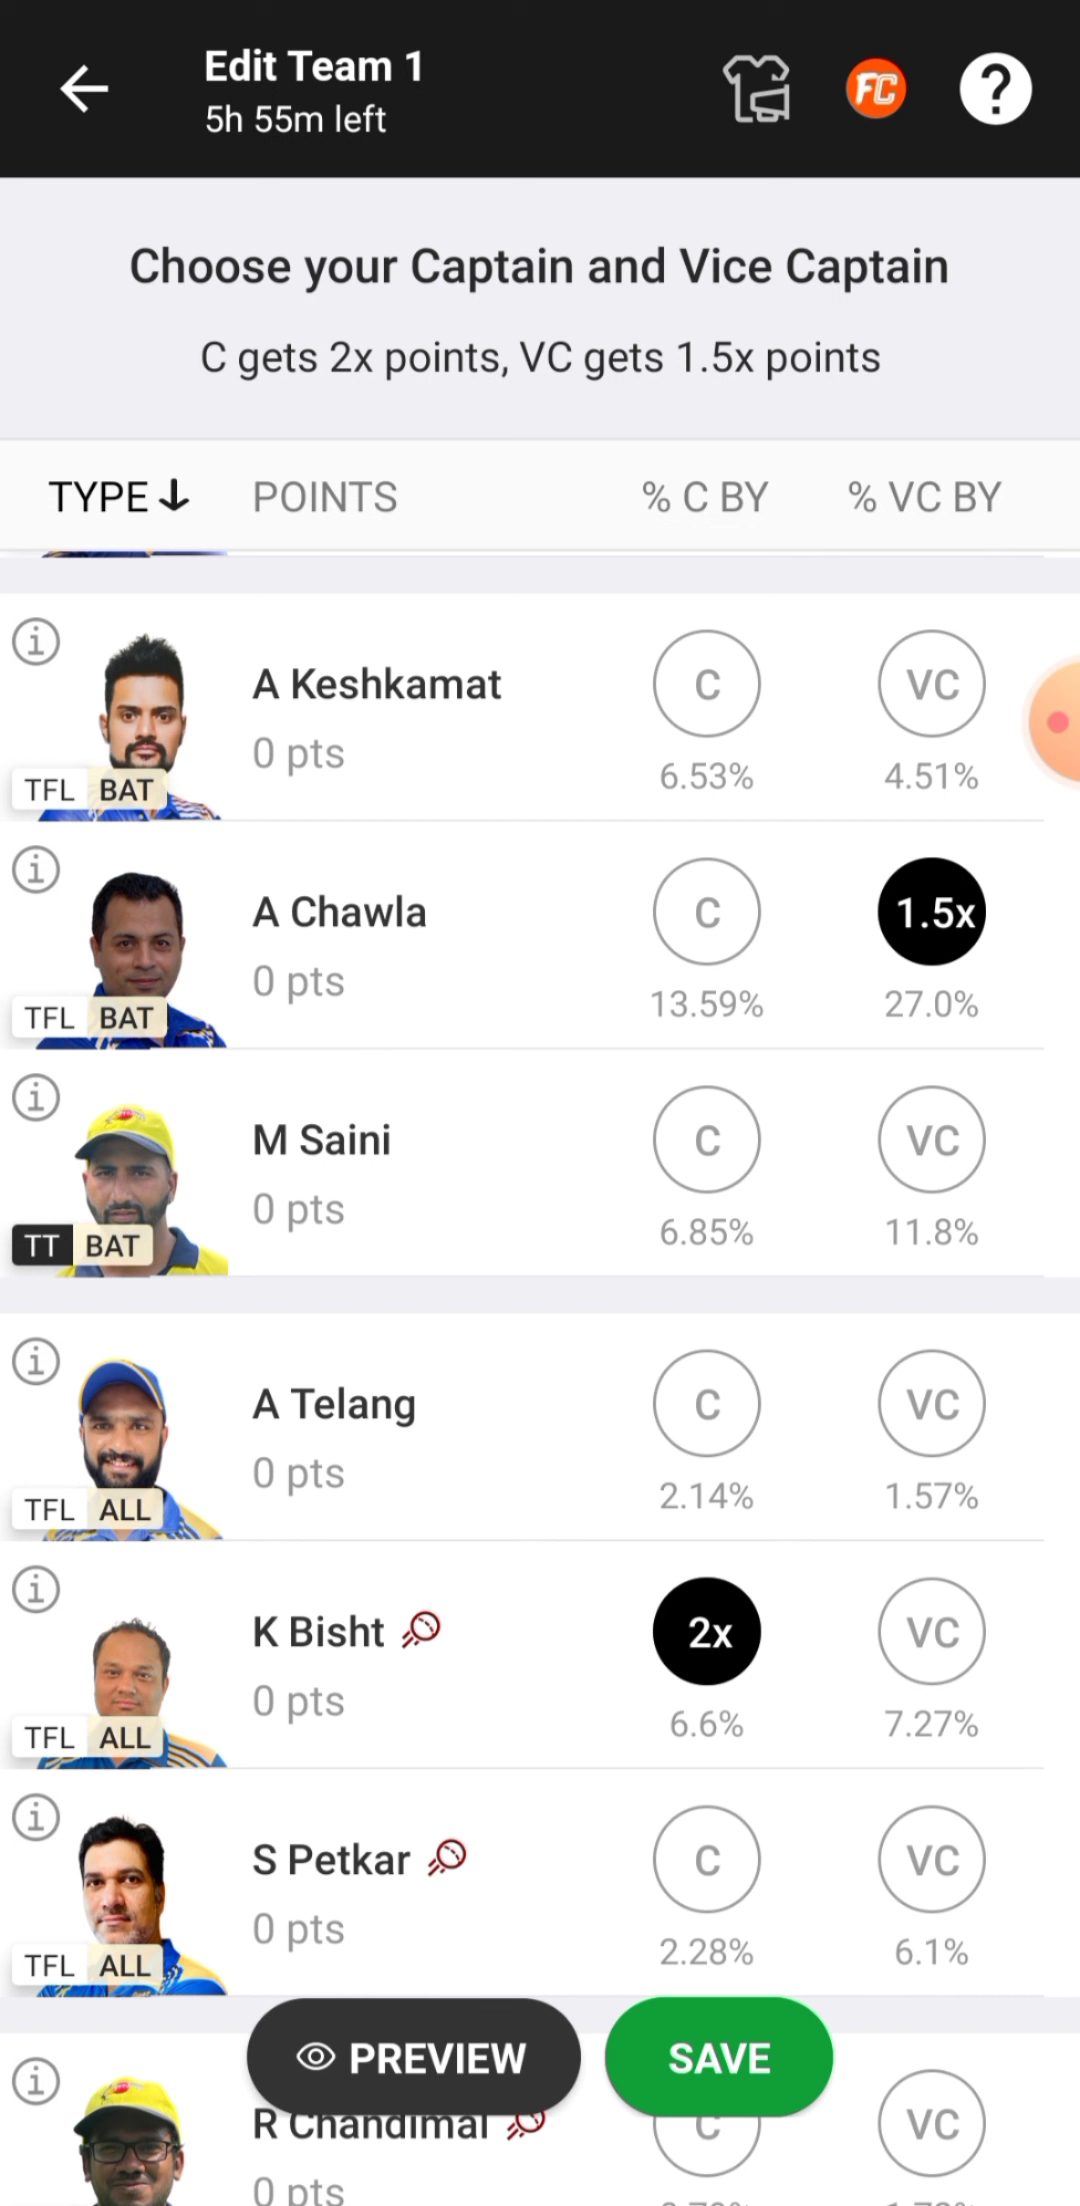 Edit Team 1
5h 55m left
FC
?
Choose your Captain and Vice Captain
C gets 2x points, VC gets 1.5x points
TYPE POINTS % C BY % VC BY
A Keshkamat
0 pts
TFL BAT
C
6.53%
VC
4.51%
A Chawla
0 pts
TFL BAT
C
13.59%
1.5x
27.0%
M Saini
0 pts
TT BAT
C
6.85%
VC
11.8%
A Telang
0 pts
TFL ALL
C
2.14%
VC
1.57%
K Bisht
0 pts
TFL ALL
2x
6.6%
VC
7.27%
S Petkar
0 pts
TFL ALL
C
2.28%
VC
6.1%
PREVIEW SAVE
R Chandimal
0 pts
C
VC